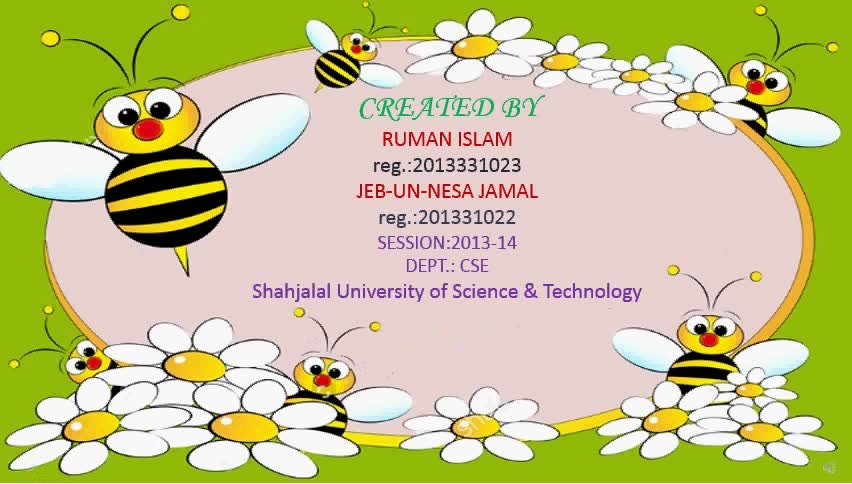 CREATED BY
RUMAN ISLAM
reg.:2013331023
JEB-UN-NESA JAMAL
reg.:201331022
SESSION:2013-14
DEPT.: CSE
Shahjalal University of Science & Technology